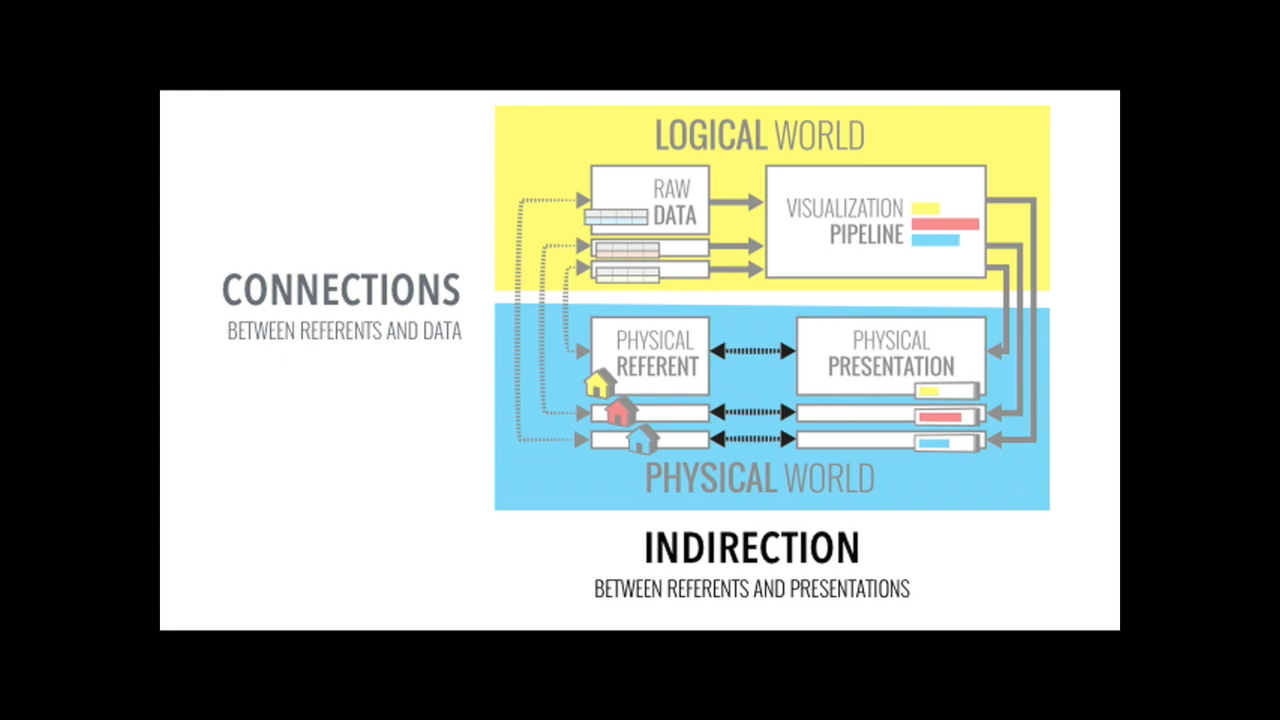 LOGICAL WORLD
RAW
DATA
VISUALIZATION
PIPELINE
CONNECTIONS
BETWEEN REFERENTS AND DATA
PHYSICAL
REFERENT
PHYSICAL
PRESENTATION
PHYSICAL WORLD
INDIRECTION
BETWEEN REFERENTS AND PRESENTATIONS